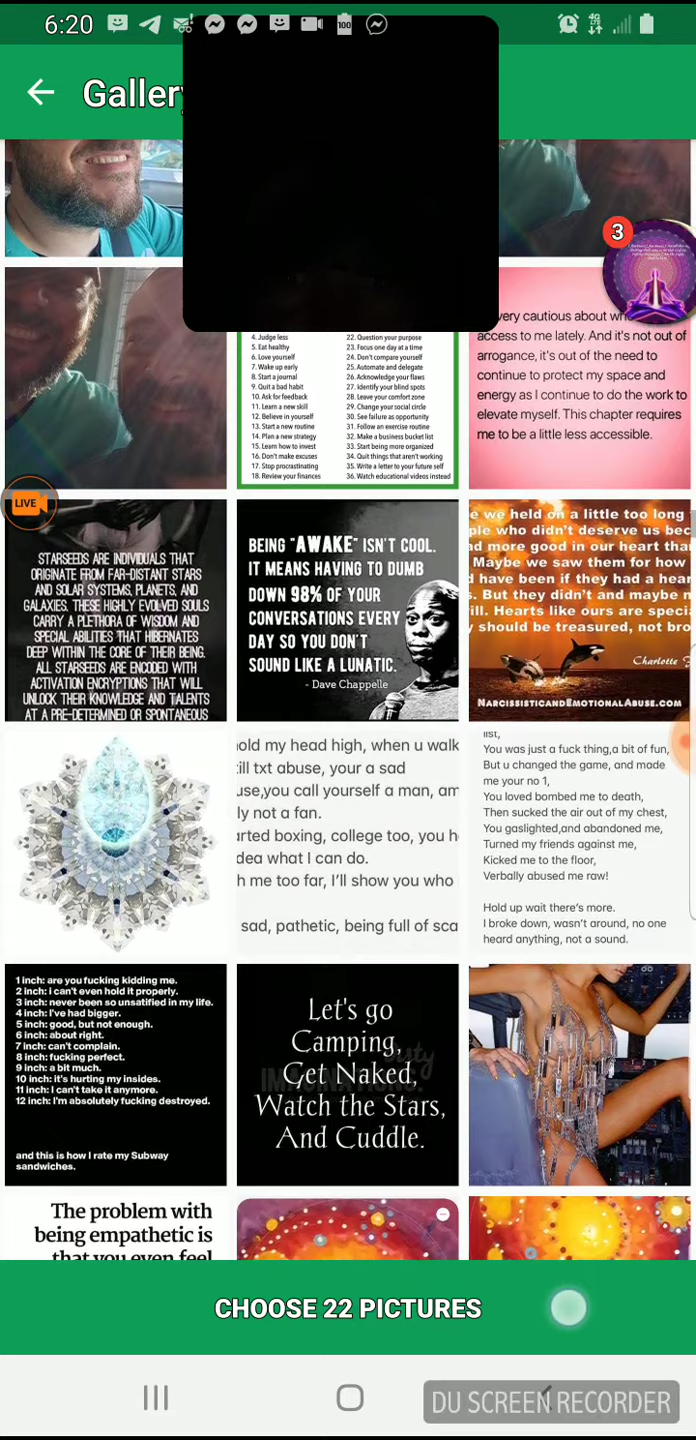 6:20
100
4G
Gallery
3
4. Judge less
5. Eat healthy
6. Love yourself
7. Wake up early
8. Start a journal
9. Quit a bad habit
10. Ask for feedback
11. Learn a new skill
12. Believe in yourself
13. Start a new routine
14. Plan a new strategy
15. Learn how to invest
16. Don't make excuses
17. Stop procrastinating
18. Review your finances
22. Question your purpose
23. Focus one day at a time
24. Don't compare yourself
25. Automate and delegate
26. Acknowledge your flaws
27. Identify your blind spots
28. Leave your comfort zone
29. Change your social circle
30. See failure as opportunity
31. Follow an exercise routine
32. Make a business bucket list
33. Start being more organized
34. Quit things that aren't working
35. Write a letter to your future self
36. Watch educational videos instead
very cautious about wh
access to me lately. And it's not out of
arrogance, it's out of the need to
continue to protect my space and
energy as I continue to do the work to
elevate myself. This chapter requires
me to be a little less accessible.
LIVE
STARSEEDS ARE INDIVIDUALS THAT
ORIGINATE FROM FAR-DISTANT STARS
AND SOLAR SYSTEMS, PLANETS, AND
GALAXIES. THESE HIGHLY EVOLVED SOULS
CARRY A PLETHORA OF WISDOM AND
SPECIAL ABILITIES THAT HIBERNATES
DEEP WITHIN THE CORE OF THEIR BEING.
ALL STARSEEDS ARE ENCODED WITH
ACTIVATION ENCRYPTIONS THAT WILL
UNLOCK THEIR KNOWLEDGE AND TALENTS
AT A PRE-DETERMINED OR SPONTANEOUS
BEING "AWAKE" ISN'T COOL.
IT MEANS HAVING TO DUMB
DOWN 98% OF YOUR
CONVERSATIONS EVERY
DAY SO YOU DON'T
SOUND LIKE A LUNATIC.
- Dave Chappelle
e we held on a little too long
ple who didn't deserve us bec
ad more good in our heart tha
Maybe we saw them for how
d have been if they had a hear
s. But they didn't and maybe n
ill. Hearts like ours are speci
y should be treasured, not bro
Charlotte
NARCISSISTICANDEMOTIONALABUSE.COM
hold my head high, when u walk
till txt abuse, your a sad
use,you call yourself a man, am
ly not a fan.
arted boxing, college too, you h
dea what I can do.
h me too far, I'll show you who
sad, pathetic, being full of sca
list,
You was just a fuck thing,a bit of fun,
But u changed the game, and made
me your no 1,
You loved bombed me to death,
Then sucked the air out of my chest,
You gaslighted,and abandoned me,
Turned my friends against me,
Kicked me to the floor,
Verbally abused me raw!
Hold up wait there's more.
I broke down, wasn't around, no one
heard anything, not a sound.
1 inch: are you fucking kidding me.
2 inch: i can't even hold it properly.
3 inch: never been so unsatified in my life.
4 inch: I've had bigger.
5 inch: good, but not enough.
6 inch: about right.
7 inch: can't complain.
8 inch: fucking perfect.
9 inch: a bit much.
10 inch: it's hurting my insides.
11 inch: I can't take it anymore.
12 inch: I'm absolutely fucking destroyed.
and this is how I rate my Subway
sandwiches.
Let's go
Camping,
Get Naked,
Watch the Stars,
And Cuddle.
The problem with
being empathetic is
that you even feel
CHOOSE 22 PICTURES
DU SCREEN RECORDER